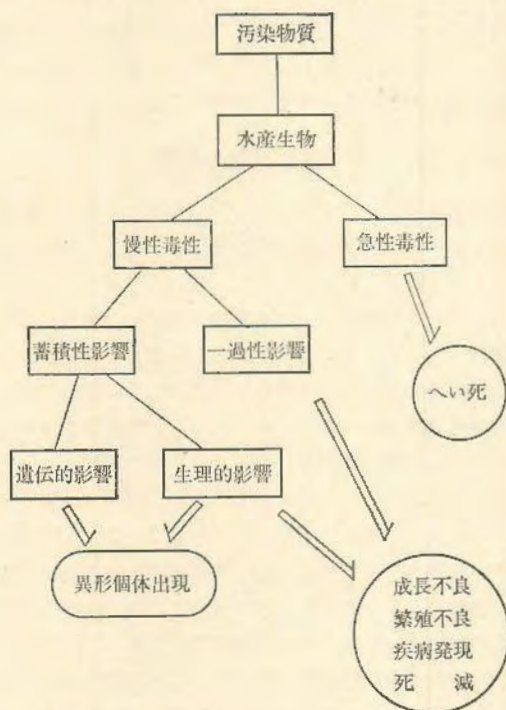 汚染物質
水産生物
慢性毒性
急性毒性
蓄積性影響
一過性影響
へい死
遺伝的影響
生理的影響
異形個体出現
成長不良
繁殖不良
疾病発現
死　滅